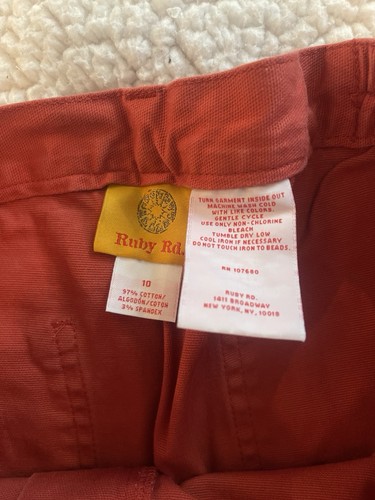 Ruby Rd.
10
97% COTTON/
ALGODÓN/COTON
3% SPANDEX
TURN GARMENT INSIDE OUT
MACHINE WASH COLD
WITH LIKE COLORS.
GENTLE CYCLE
USE ONLY NON-CHLORINE
BLEACH
TUMBLE DRY LOW
COOL IRON IF NECESSARY
DO NOT TOUCH IRON TO BEADS.
RN 107680
RUBY RD.
1411 BROADWAY
NEW YORK, NY, 10018